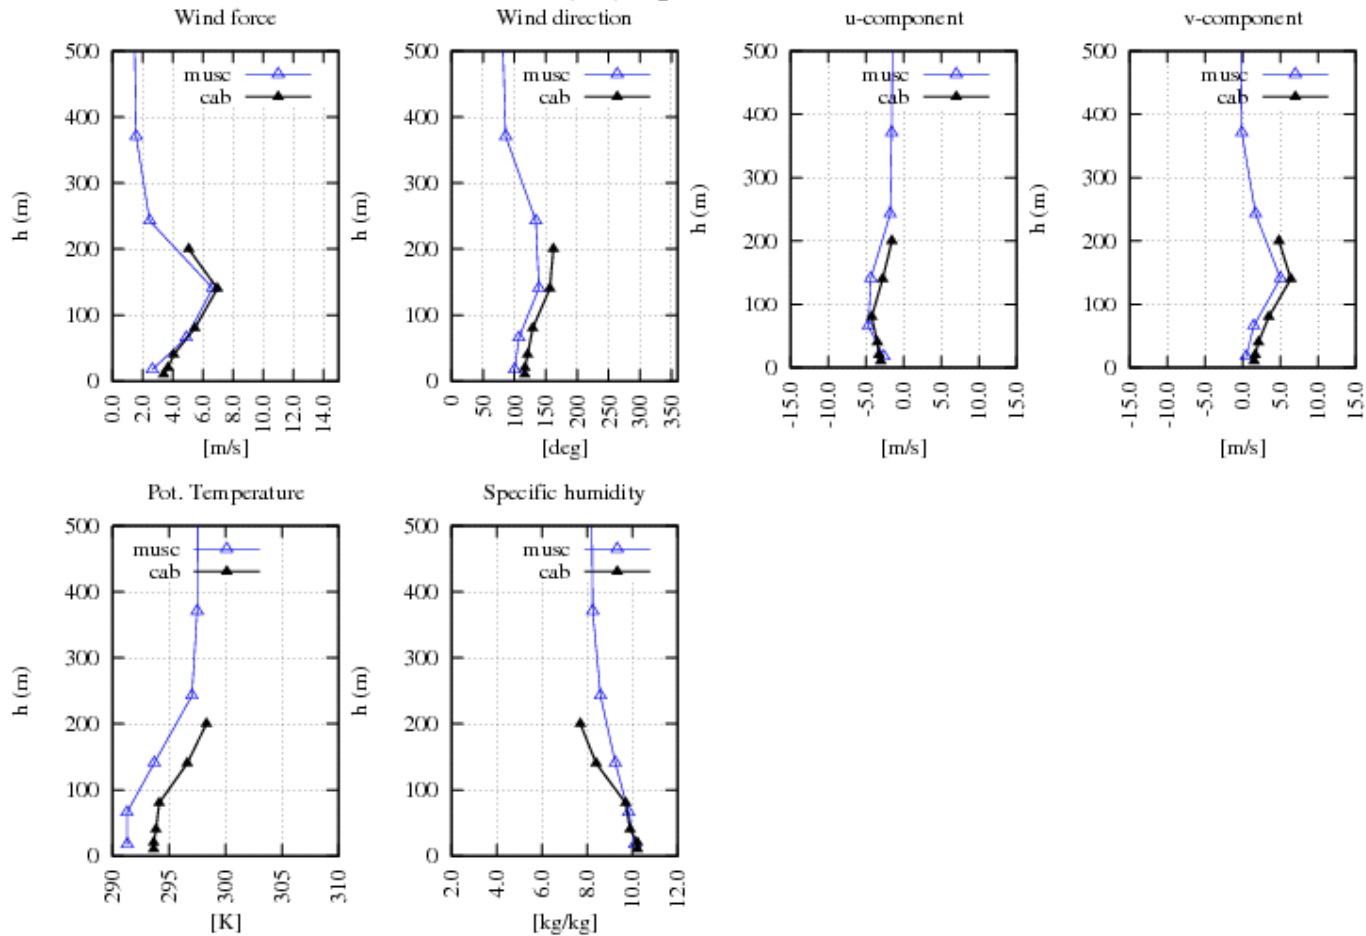 Wind force
500
400
300
200
100
0
h (m)
musc
cab
0.0 2.0 4.0 6.0 8.0 10.0 12.0 14.0
[m/s]
Wind direction
500
400
300
200
100
0
h (m)
musc
cab
0 50 100 150 200 250 300 350
[deg]
u-component
500
400
300
200
100
0
h (m)
musc
cab
-15.0 -10.0 -5.0 0.0 5.0 10.0 15.0
[m/s]
v-component
500
400
300
200
100
0
h (m)
musc
cab
-15.0 -10.0 -5.0 0.0 5.0 10.0 15.0
[m/s]
Pot. Temperature
500
400
300
200
100
0
h (m)
musc
cab
290 295 300 305 310
[K]
Specific humidity
500
400
300
200
100
0
h (m)
musc
cab
2.0 4.0 6.0 8.0 10.0 12.0
[kg/kg]